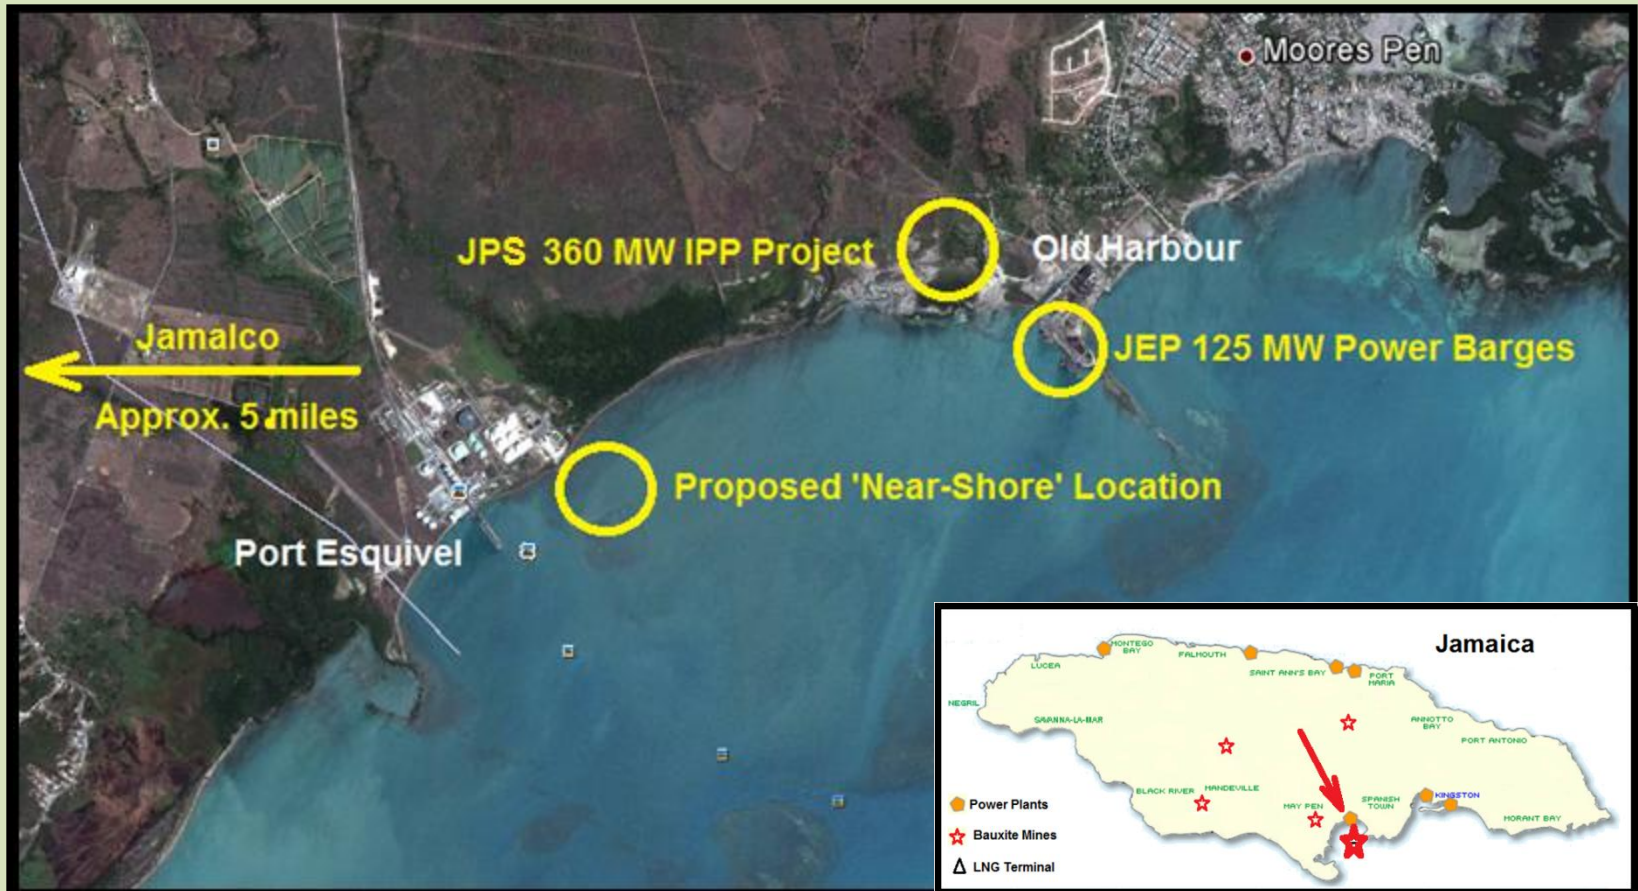 Moores Pen
JPS 360 MW IPP Project
Old Harbour
Jamalco
JEP 125 MW Power Barges
Approx. 5 miles
Proposed 'Near-Shore' Location
Port Esquivel
Jamaica
MONTEGO
BAY
FALMOUTH
LUCEA
SAINT ANN'S BAY
PORT
MARIA
NEGRIL
SAVANNA-LA-MAR
ANNOTTO
BAY
PORT ANTONIO
BLACK RIVER
MANDEVILLE
MAY PEN
SPANISH
TOWN
KINGSTON
MORANT BAY
Power Plants
Bauxite Mines
LNG Terminal